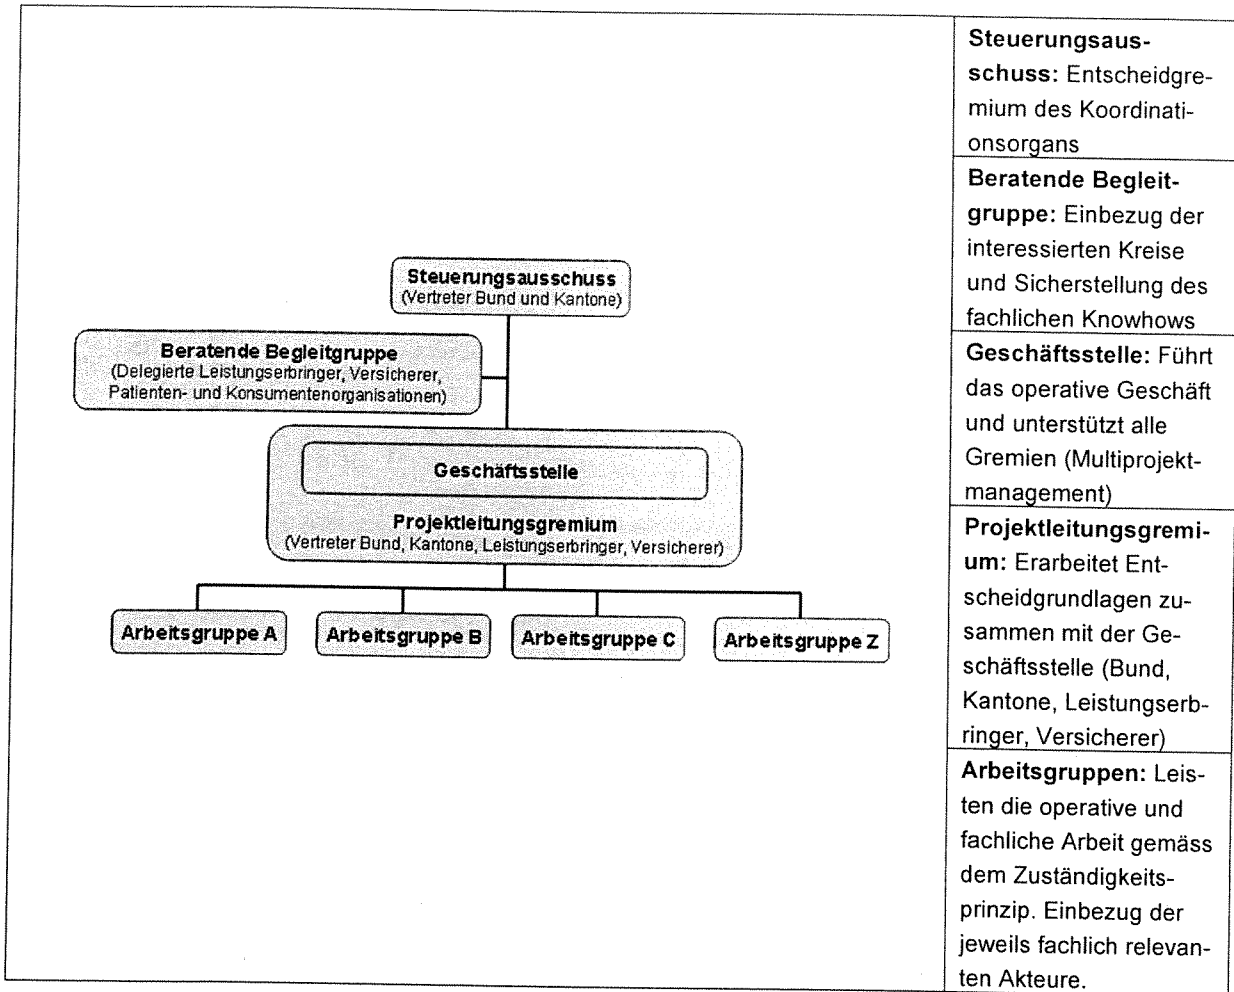 Steuerungsausschuss
(Vertreter Bund und Kantone)
Beratende Begleitgruppe
(Delegierte Leistungserbringer, Versicherer,
Patienten- und Konsumentenorganisationen)
Geschäftsstelle
Projektleitungsgremium
(Vertreter Bund, Kantone, Leistungserbringer, Versicherer)
Arbeitsgruppe A
Arbeitsgruppe B
Arbeitsgruppe C
Arbeitsgruppe Z
Steuerungsaus-
schuss: Entscheidgre-
mium des Koordinati-
onsorgans
Beratende Begleit-
gruppe: Einbezug der
interessierten Kreise
und Sicherstellung des
fachlichen Knowhows
Geschäftsstelle: Führt
das operative Geschäft
und unterstützt alle
Gremien (Multiprojekt-
management)
Projektleitungsgremi-
um: Erarbeitet Ent-
scheidgrundlagen zu-
sammen mit der Ge-
schäftsstelle (Bund,
Kantone, Leistungserb-
ringer, Versicherer)
Arbeitsgruppen: Leis-
ten die operative und
fachliche Arbeit gemäss
dem Zuständigkeits-
prinzip. Einbezug der
jeweils fachlich relevan-
ten Akteure.